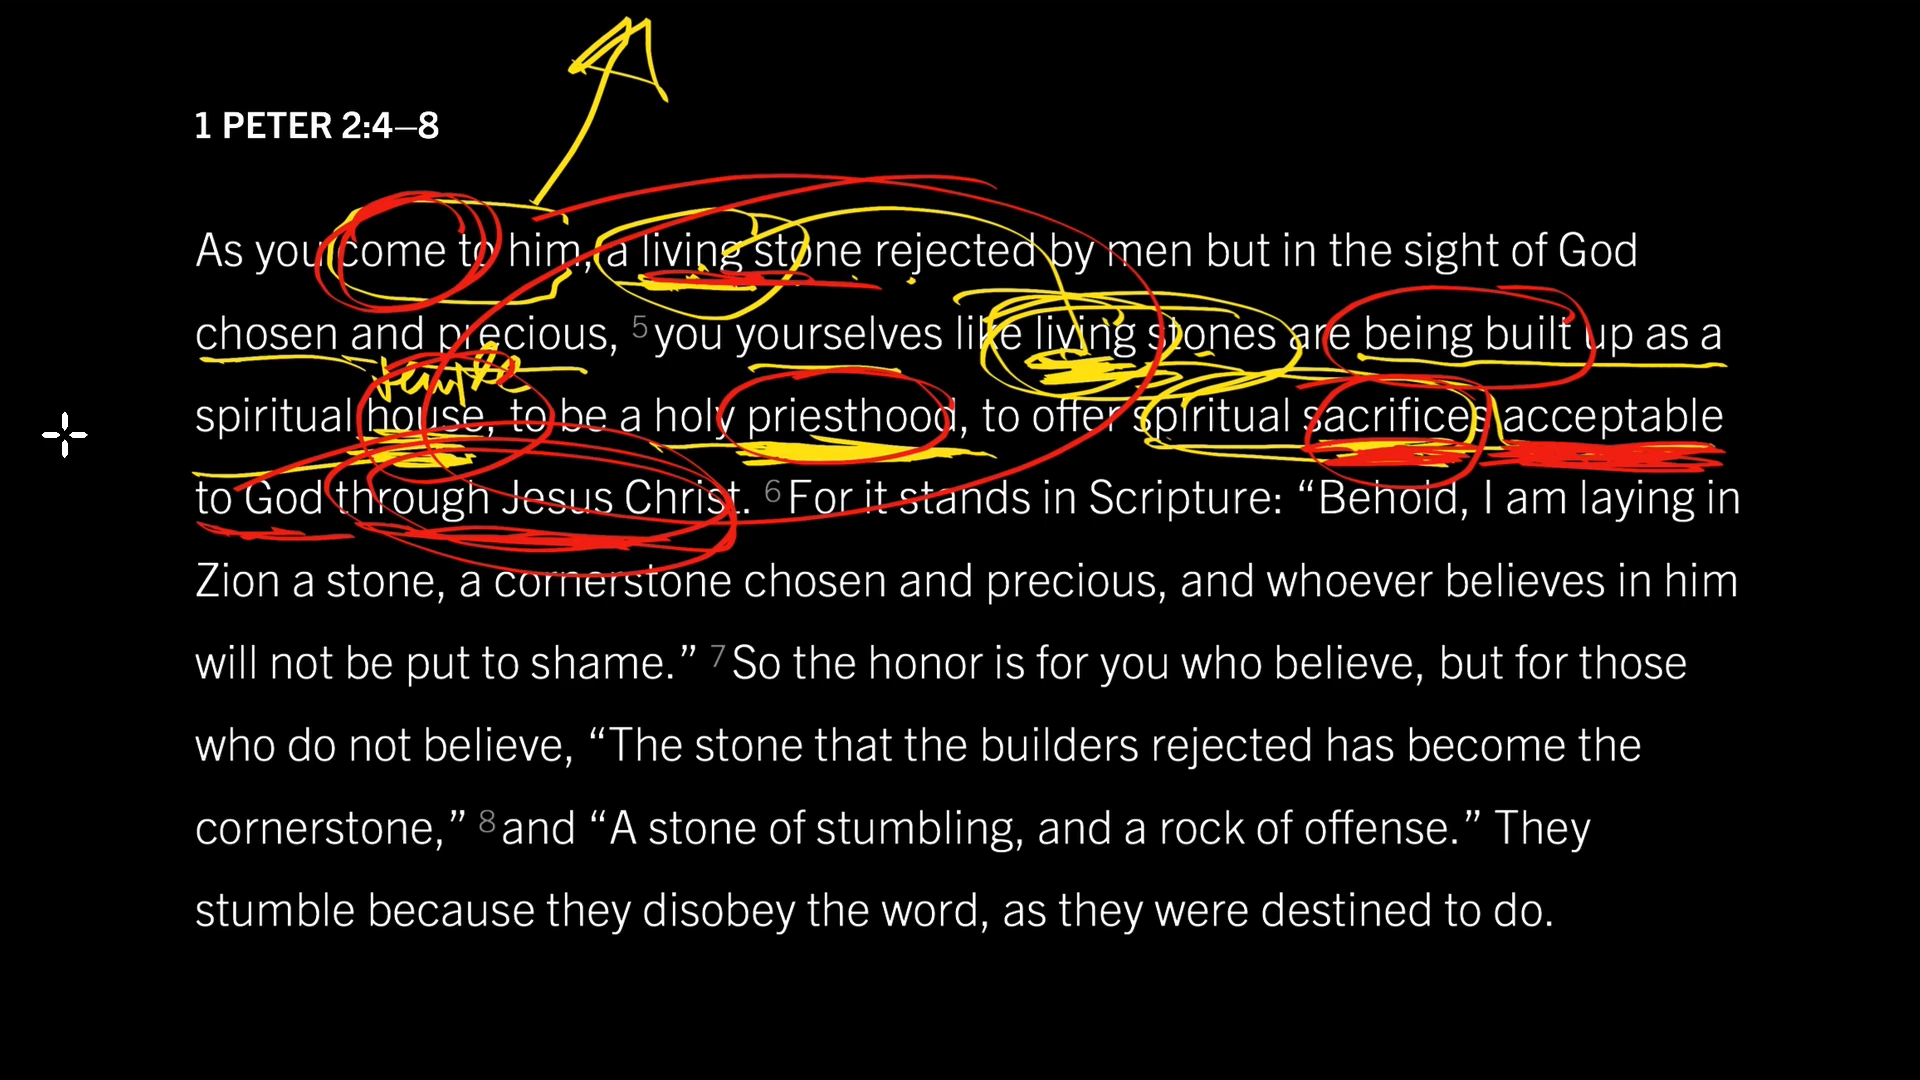 1 PETER 2:4–8
As you come to him, a living stone rejected by men but in the sight of God
chosen and precious, 5 you yourselves like living stones are being built up as a
temple
spiritual house, to be a holy priesthood, to offer spiritual sacrifices acceptable
to God through Jesus Christ. 6 For it stands in Scripture: “Behold, I am laying in
Zion a stone, a cornerstone chosen and precious, and whoever believes in him
will not be put to shame.” 7 So the honor is for you who believe, but for those
who do not believe, “The stone that the builders rejected has become the
cornerstone,” 8 and “A stone of stumbling, and a rock of offense.” They
stumble because they disobey the word, as they were destined to do.